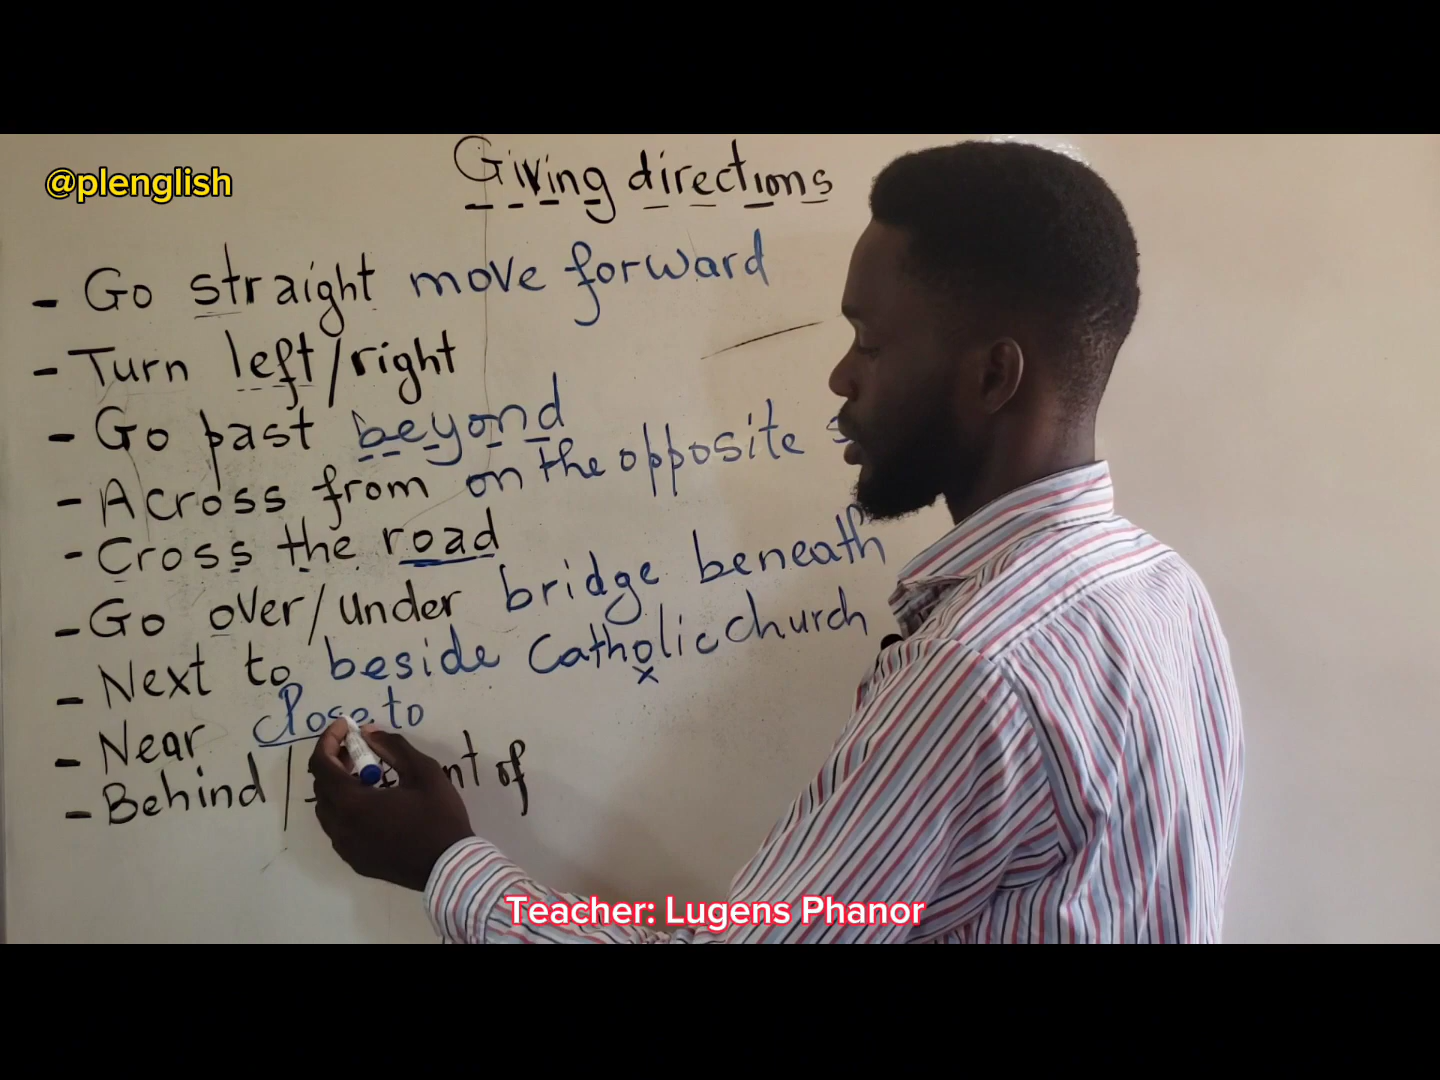 @plenglish
Giving directions
- Go straight move forward
- Turn left/right
- Go past beyond
- Across from on the opposite
- Cross the road
- Go over/under bridge beneath
- Next to beside Catholic church
x
- Near close to
- Behind/ of
Teacher: Lugens Phanor